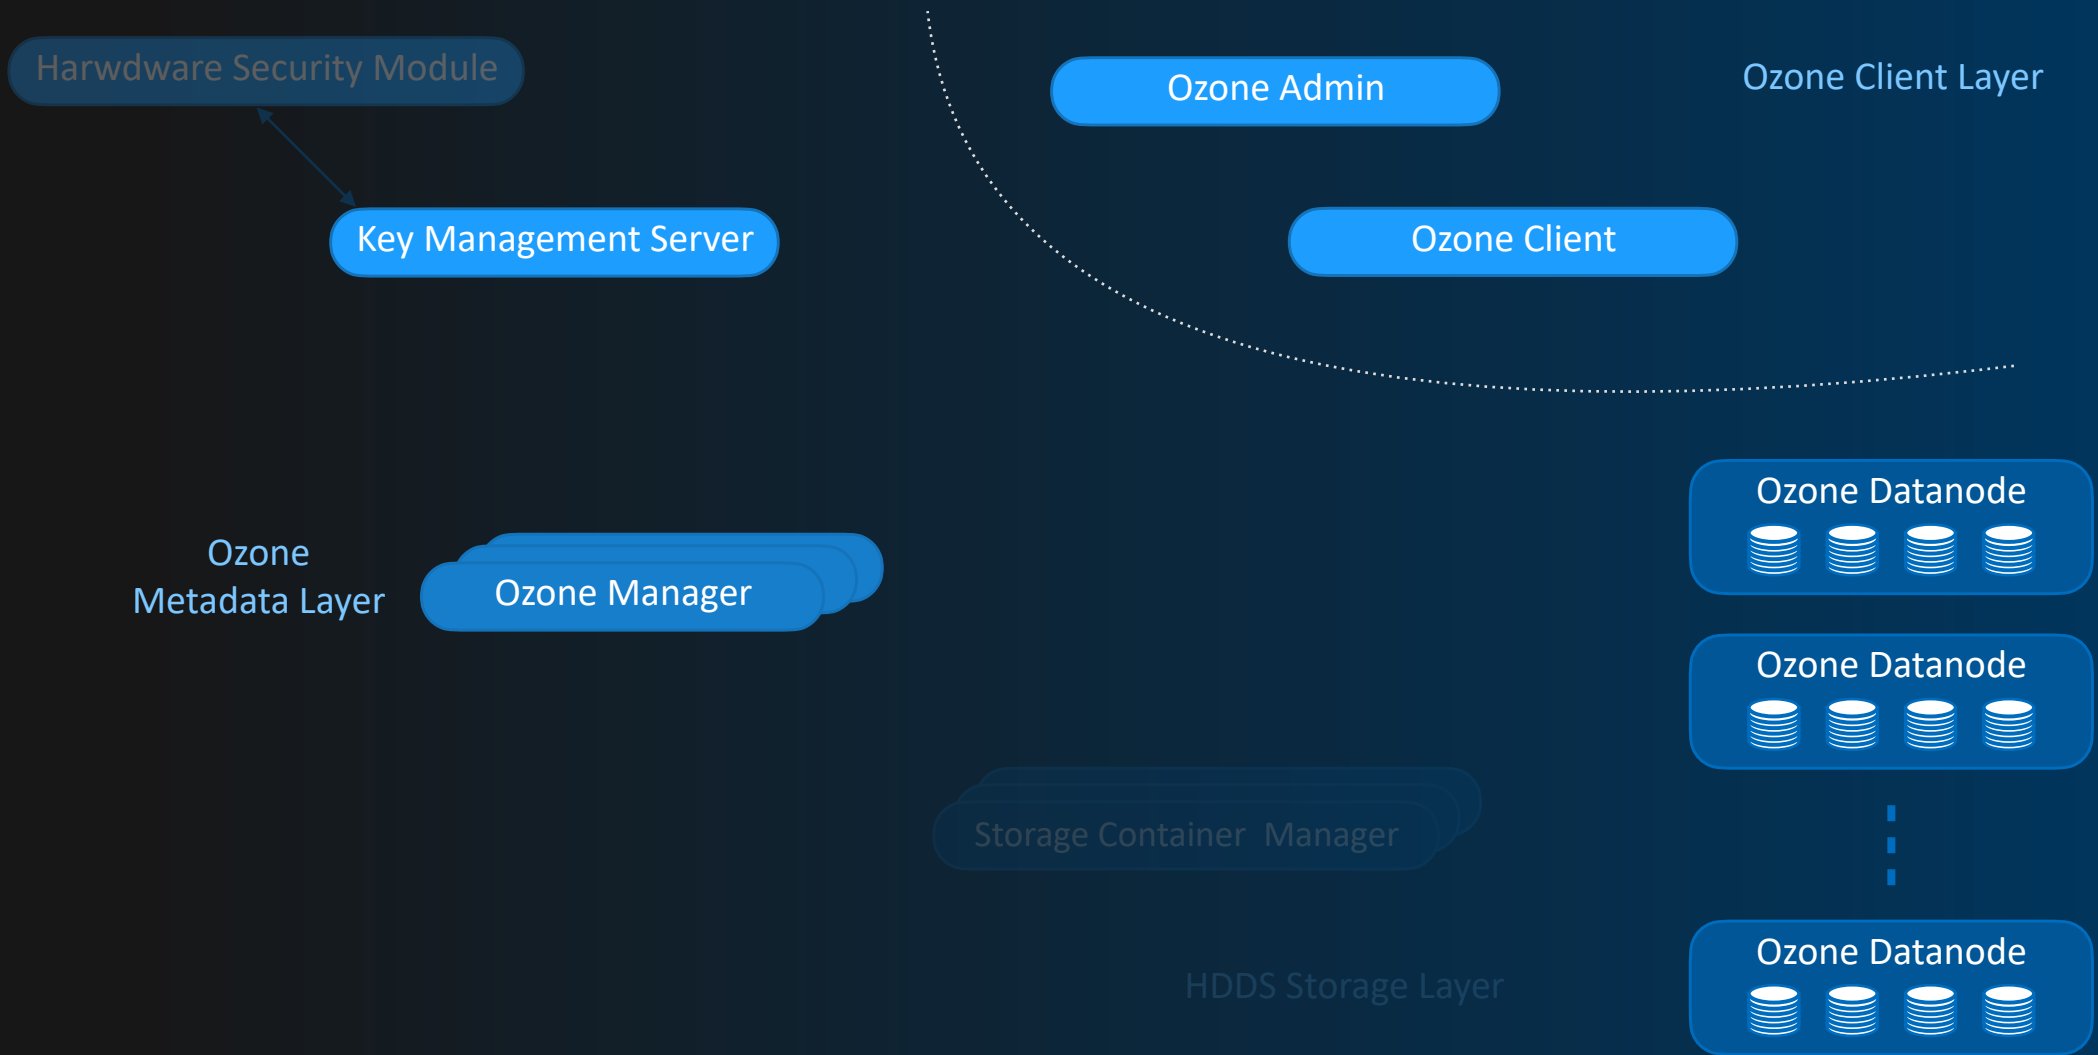 Harwdware Security Module
Ozone Admin
Ozone Client Layer
Key Management Server
Ozone Client
Ozone Datanode
Ozone
Metadata Layer
Ozone Manager
Ozone Datanode
Storage Container  Manager
Ozone Datanode
HDDS Storage Layer